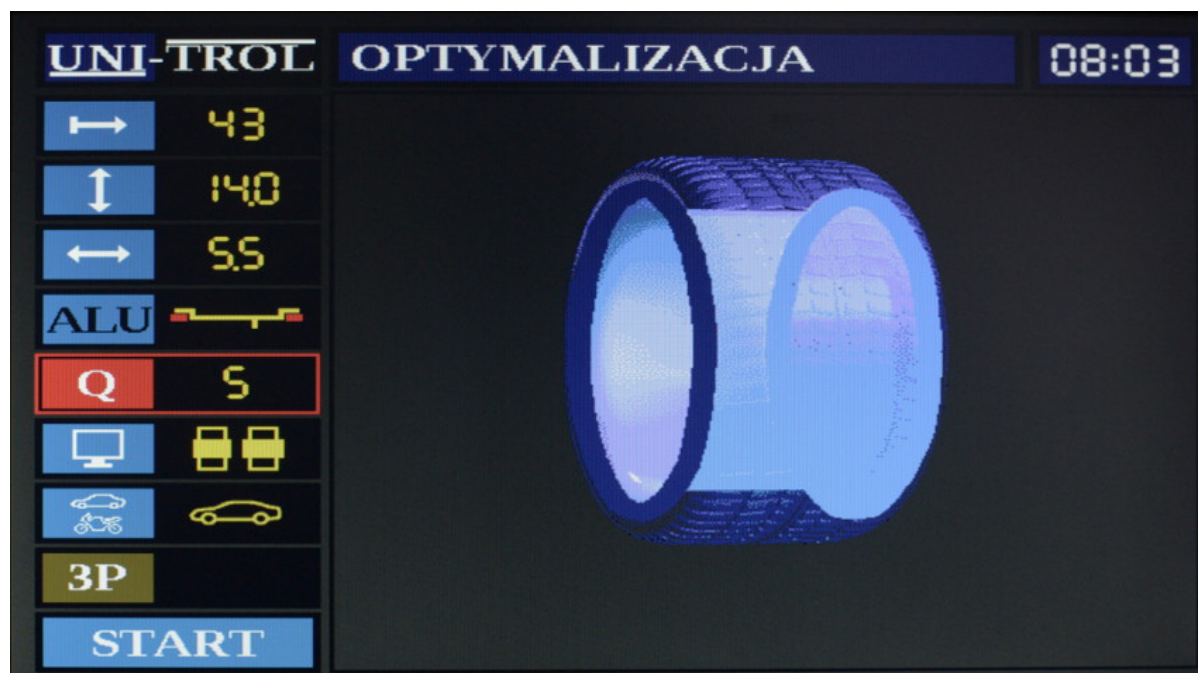 UNI-TROL OPTYMALIZACJA 08:03
43
14.0
5.5
ALU
Q 5
3P
START